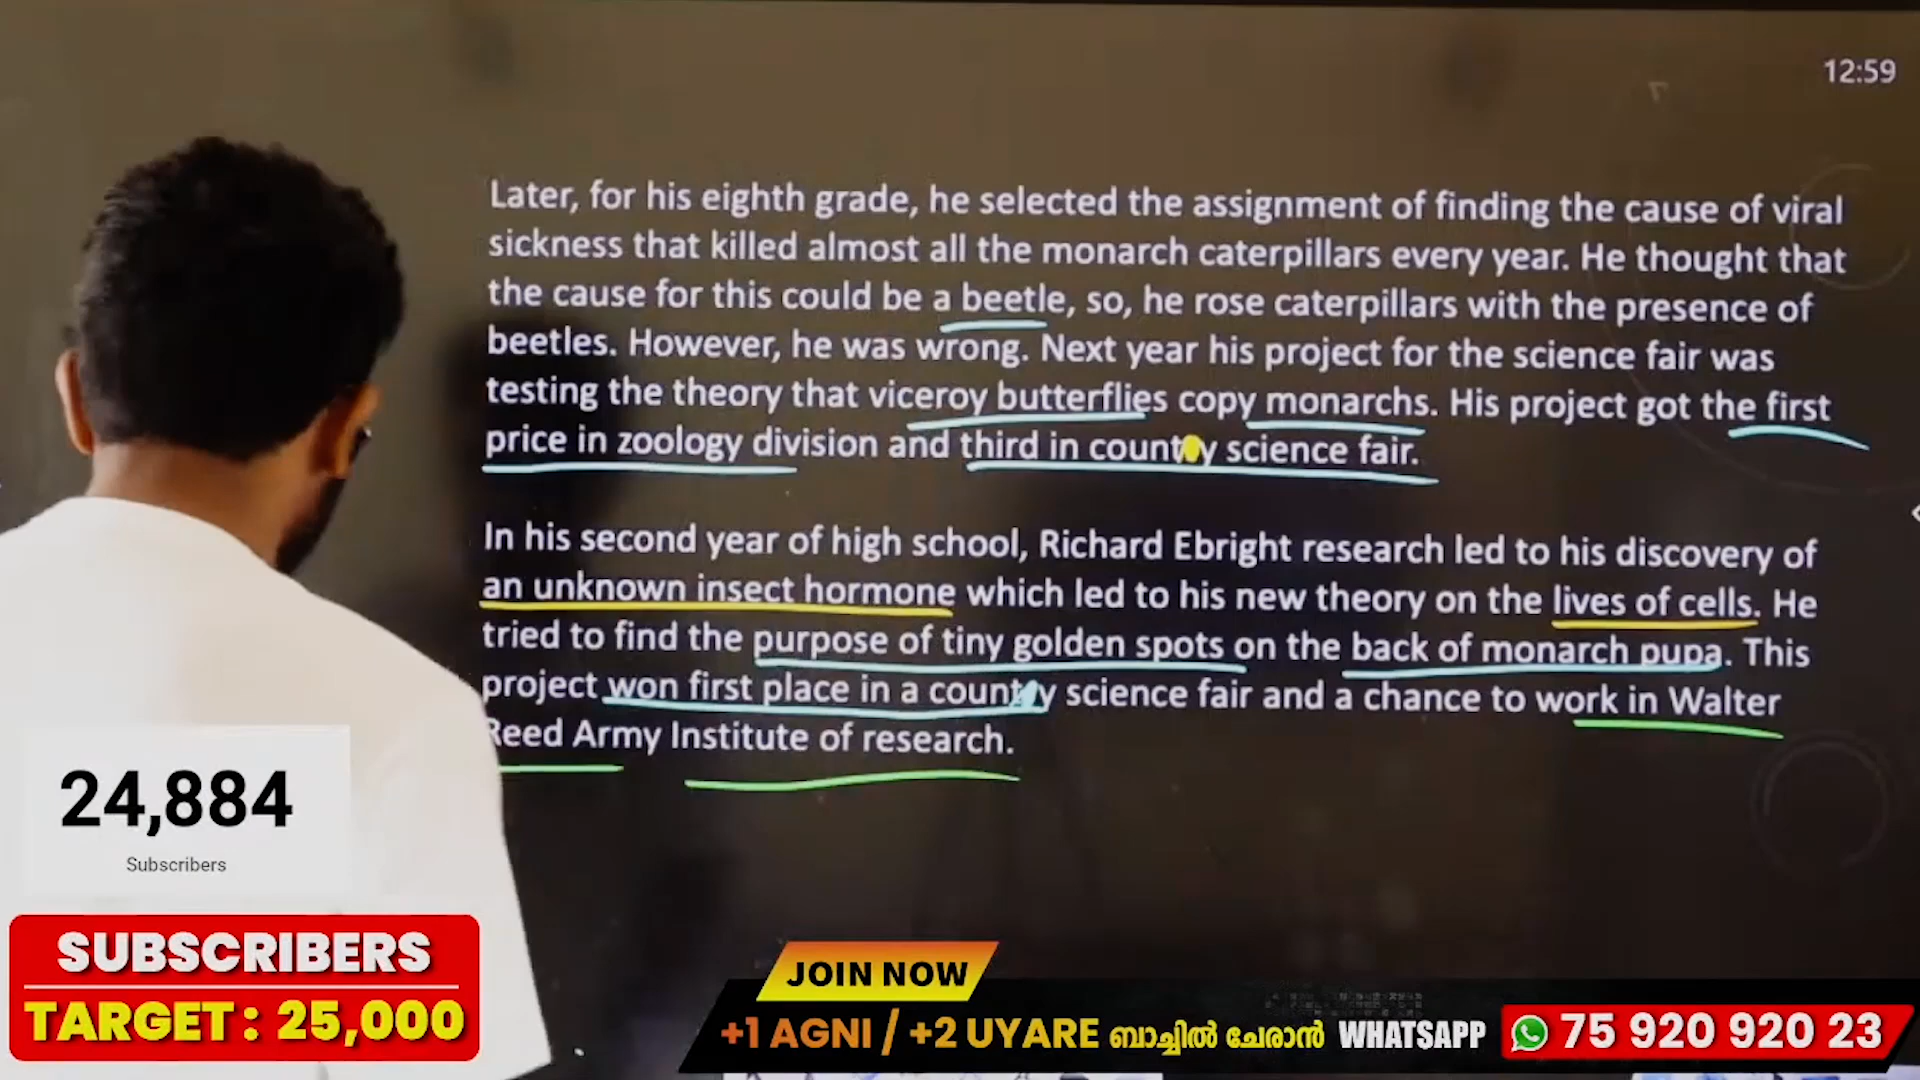 12:59
Later, for his eighth grade, he selected the assignment of finding the cause of viral
sickness that killed almost all the monarch caterpillars every year. He thought that
the cause for this could be a beetle, so, he rose caterpillars with the presence of
beetles. However, he was wrong. Next year his project for the science fair was
testing the theory that viceroy butterflies copy monarchs. His project got the first
price in zoology division and third in county science fair.
In his second year of high school, Richard Ebright research led to his discovery of
an unknown insect hormone which led to his new theory on the lives of cells. He
tried to find the purpose of tiny golden spots on the back of monarch pupa. This
project won first place in a county science fair and a chance to work in Walter
Reed Army Institute of research.
24,884
Subscribers
SUBSCRIBERS
TARGET : 25,000
JOIN NOW
+1 AGNI / +2 UYARE ബാച്ചിൽ ചേരാൻ WHATSAPP 75 920 920 23